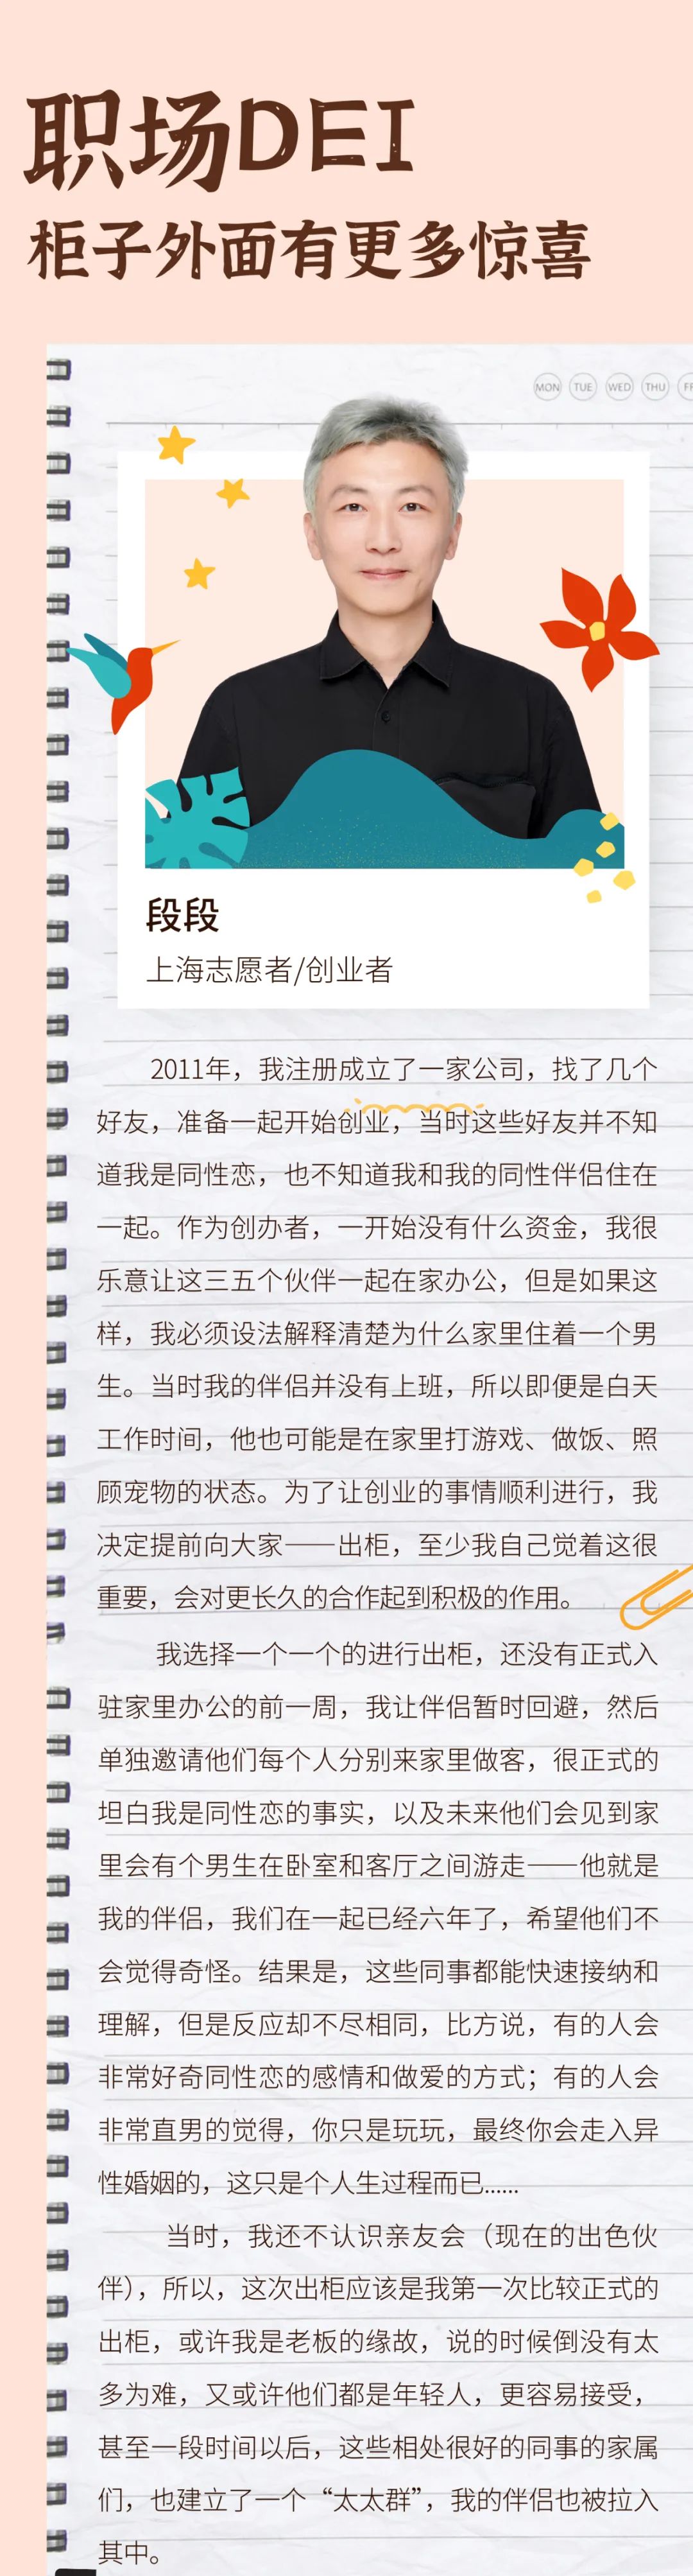 职场DEI
柜子外面有更多惊喜
MON TUE WED THU
段段
上海志愿者/创业者
2011年，我注册成立了一家公司，找了几个
好友，准备一起开始创业，当时这些好友并不知
道我是同性恋，也不知道我和我的同性伴侣住在
一起。作为创办者，一开始没有什么资金，我很
乐意让这三五个伙伴一起在家办公，但是如果这
样，我必须设法解释清楚为什么家里住着一个男
生。当时我的伴侣并没有上班，所以即便是白天
工作时间，他也可能是在家里打游戏、做饭、照
顾宠物的状态。为了让创业的事情顺利进行，我
决定提前向大家——出柜，至少我自己觉着这很
重要，会对更长久的合作起到积极的作用。
我选择一个一个的进行出柜，还没有正式入
驻家里办公的前一周，我让伴侣暂时回避，然后
单独邀请他们每个人分别来家里做客，很正式的
坦白我是同性恋的事实，以及未来他们会见到家
里会有个男生在卧室和客厅之间游走——他就是
我的伴侣，我们在一起已经六年了，希望他们不
会觉得奇怪。结果是，这些同事都能快速接纳和
理解，但是反应却不尽相同，比方说，有的人会
非常好奇同性恋的感情和做爱的方式；有的人会
非常直男的觉得，你只是玩玩，最终你会走入异
性婚姻的，这只是个人生过程而已......
当时，我还不认识亲友会（现在的出色伙
伴），所以，这次出柜应该是我第一次比较正式的
出柜，或许我是老板的缘故，说的时候倒没有太
多为难，又或许他们都是年轻人，更容易接受，
甚至一段时间以后，这些相处很好的同事的家属
们，也建立了一个“太太群”，我的伴侣也被拉入
其中。